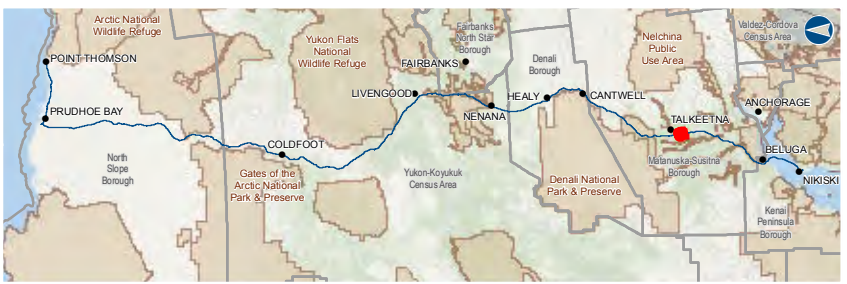 Arctic National
Wildlife Refuge
POINT THOMSON
PRUDHOE BAY
North
Slope
Borough
COLDFOOT
Gates of the
Arctic National
Park & Preserve
Yukon Flats
National
Wildlife Refuge
Fairbanks
North Star
Borough
FAIRBANKS
LIVENGOOD
NENANA
Yukon-Koyukuk
Census Area
Denali
Borough
HEALY
CANTWELL
Denali National
Park & Preserve
Nelchina
Public
Use Area
TALKEETNA
Matanuska-Susitna
Borough
Valdez-Cordova
Census Area
ANCHORAGE
BELUGA
NIKISKI
Kenai
Peninsula
Borough